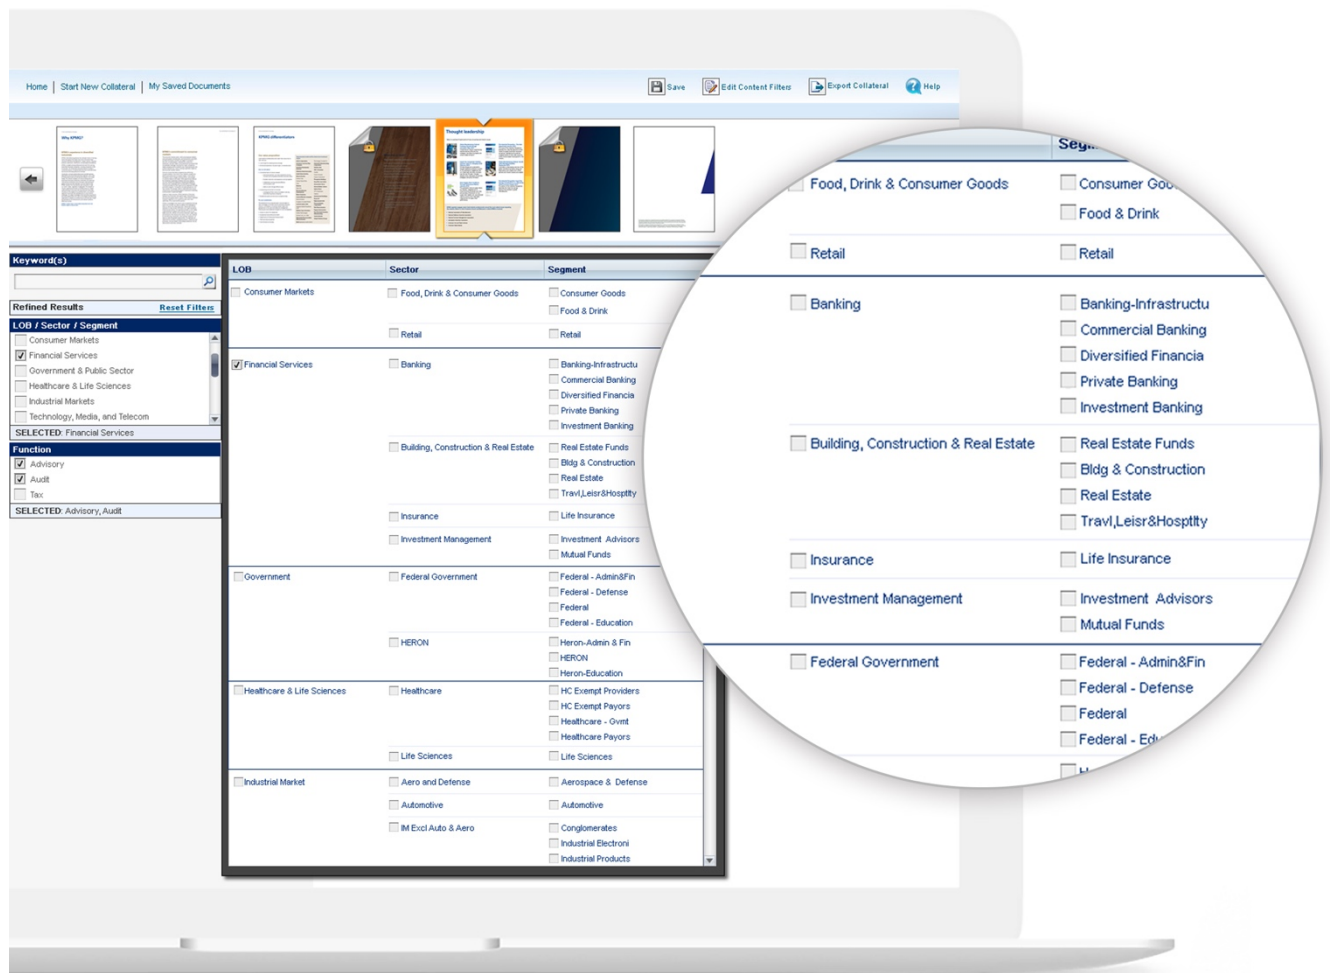 Home | Start New Collateral | My Saved Documents
Save
Edit Content Filters
Export Collateral
Help
Why KPMG?
KPMG differentiators
Thought leadership
Keyword(s)
Refined Results
Reset Filters
LOB / Sector / Segment
Consumer Markets
Financial Services
Government & Public Sector
Healthcare & Life Sciences
Industrial Markets
Technology, Media, and Telecom
SELECTED: Financial Services
Function
Advisory
Audit
Tax
SELECTED: Advisory, Audit
LOB Sector Segment
Consumer Markets Food, Drink & Consumer Goods Consumer Goods
Food & Drink
Retail Retail
Financial Services Banking Banking-Infrastructu
Commercial Banking
Diversified Financia
Private Banking
Investment Banking
Building, Construction & Real Estate Real Estate Funds
Bldg & Construction
Real Estate
Travl,Leisr&Hosptlty
Insurance Life Insurance
Investment Management Investment Advisors
Mutual Funds
Government Federal Government Federal - Admin&Fin
Federal - Defense
Federal
Federal - Education
HERON Heron-Admin & Fin
HERON
Heron-Education
Healthcare & Life Sciences Healthcare HC Exempt Providers
HC Exempt Payors
Healthcare - Gvmt
Healthcare Payors
Life Sciences Life Sciences
Industrial Market Aero and Defense Aerospace & Defense
Automotive Automotive
IM Excl Auto & Aero Conglomerates
Industrial Electroni
Industrial Products
Food, Drink & Consumer Goods Consumer Goo
Food & Drink
Retail Retail
Banking Banking-Infrastructu
Commercial Banking
Diversified Financia
Private Banking
Investment Banking
Building, Construction & Real Estate Real Estate Funds
Bldg & Construction
Real Estate
Travl,Leisr&Hosptlty
Insurance Life Insurance
Investment Management Investment Advisors
Mutual Funds
Federal Government Federal - Admin&Fin
Federal - Defense
Federal
Federal - Edu